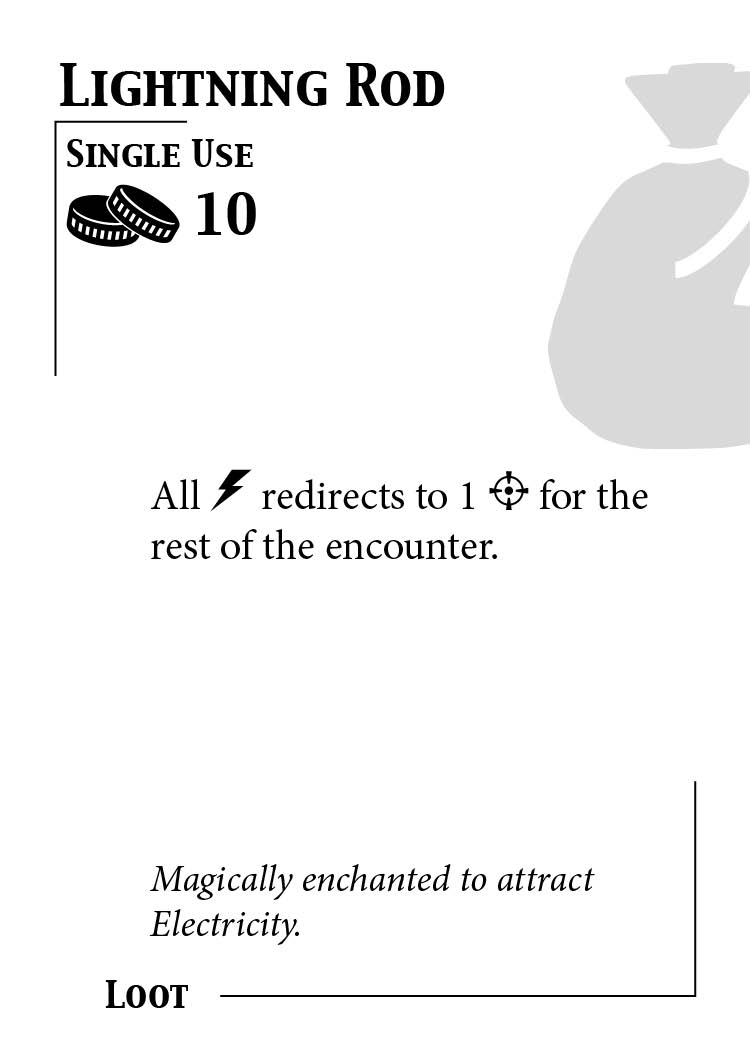 Lightning Rod
Single Use
10
All redirects to 1 for the
rest of the encounter.
Magically enchanted to attract
Electricity.
Loot